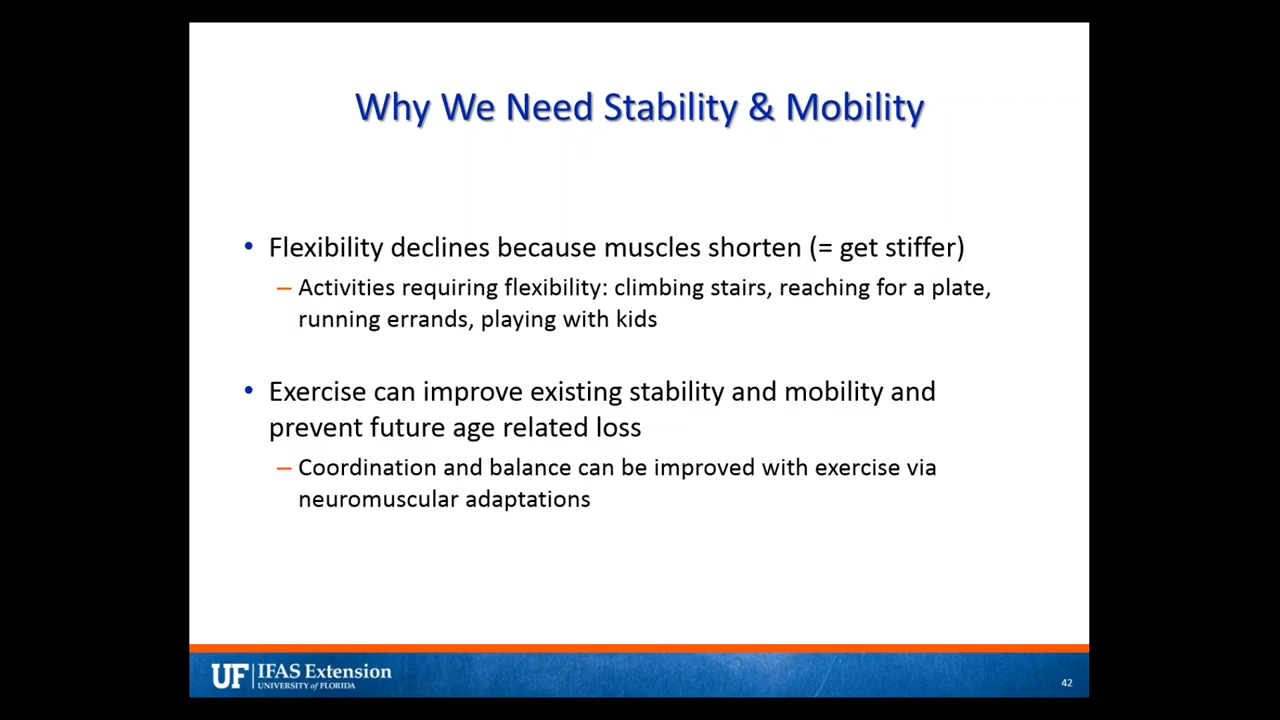 Why We Need Stability & Mobility
• Flexibility declines because muscles shorten (= get stiffer)
– Activities requiring flexibility: climbing stairs, reaching for a plate,
running errands, playing with kids
• Exercise can improve existing stability and mobility and
prevent future age related loss
– Coordination and balance can be improved with exercise via
neuromuscular adaptations
UF | IFAS Extension
UNIVERSITY of FLORIDA
42